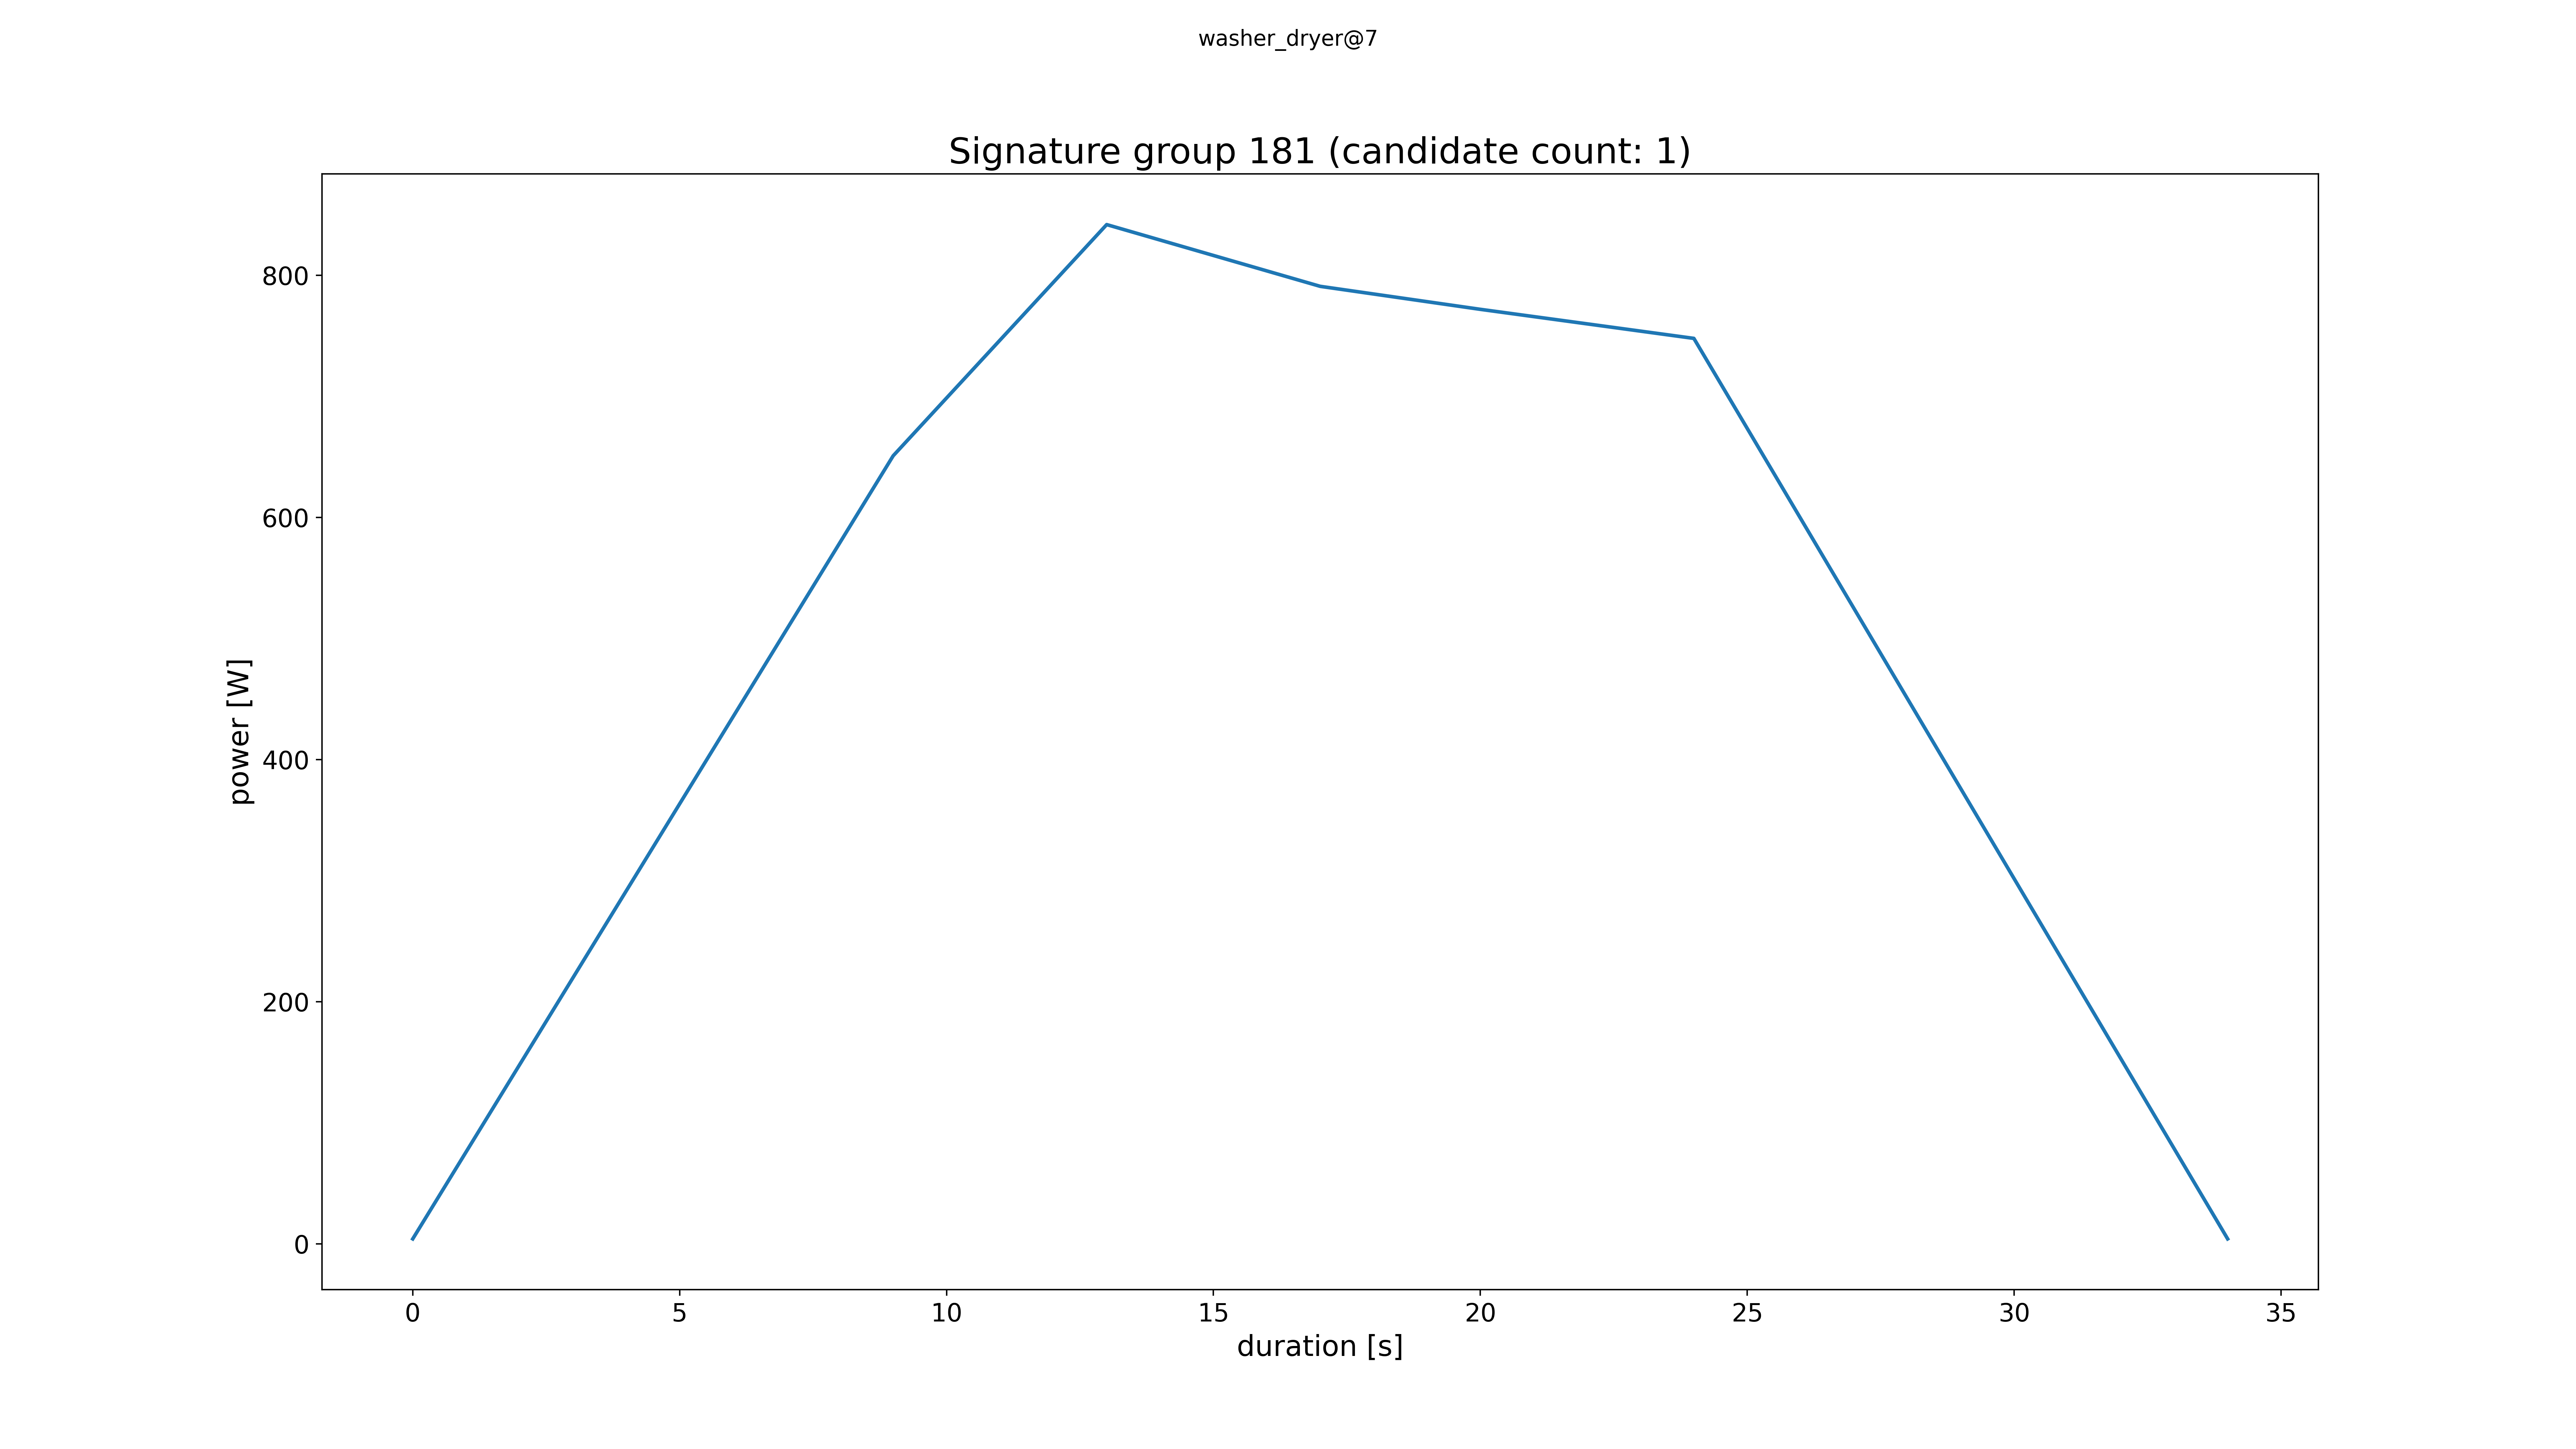 washer_dryer@7
Signature group 181 (candidate count: 1)
power [W]
800
600
400
200
0
0 5 10 15 20 25 30 35
duration [s]